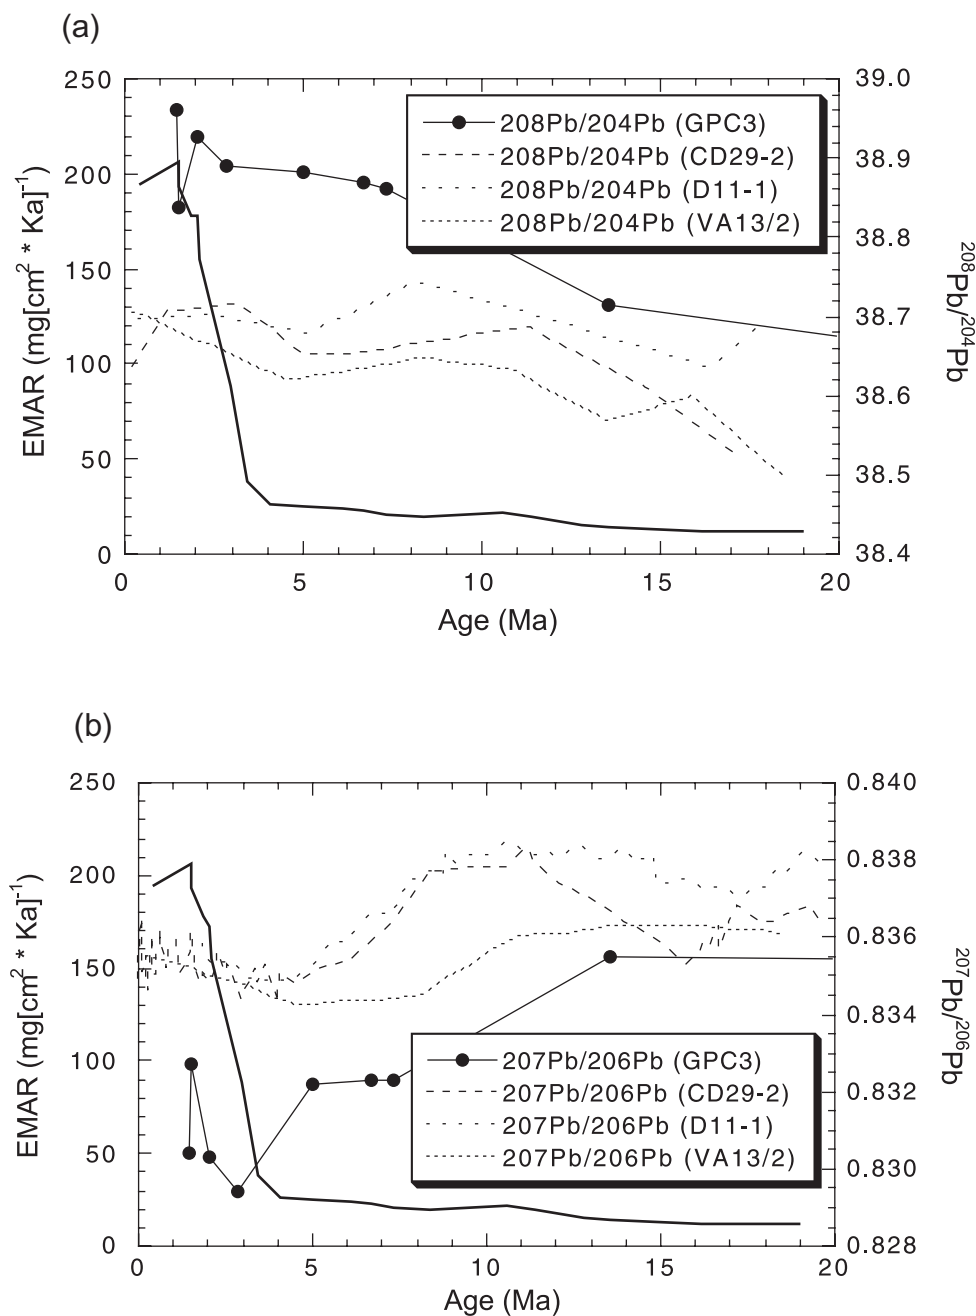 (a)
250
200
150
100
50
0
EMAR (mg[cm² * Ka]⁻¹)
39.0
38.9
38.8
38.7
38.6
38.5
38.4
²⁰⁸Pb/²⁰⁴Pb
208Pb/204Pb (GPC3)
208Pb/204Pb (CD29-2)
208Pb/204Pb (D11-1)
208Pb/204Pb (VA13/2)
0 5 10 15 20
Age (Ma)
(b)
250
200
150
100
50
0
EMAR (mg[cm² * Ka]⁻¹)
0.840
0.838
0.836
0.834
0.832
0.830
0.828
²⁰⁷Pb/²⁰⁶Pb
207Pb/206Pb (GPC3)
207Pb/206Pb (CD29-2)
207Pb/206Pb (D11-1)
207Pb/206Pb (VA13/2)
0 5 10 15 20
Age (Ma)